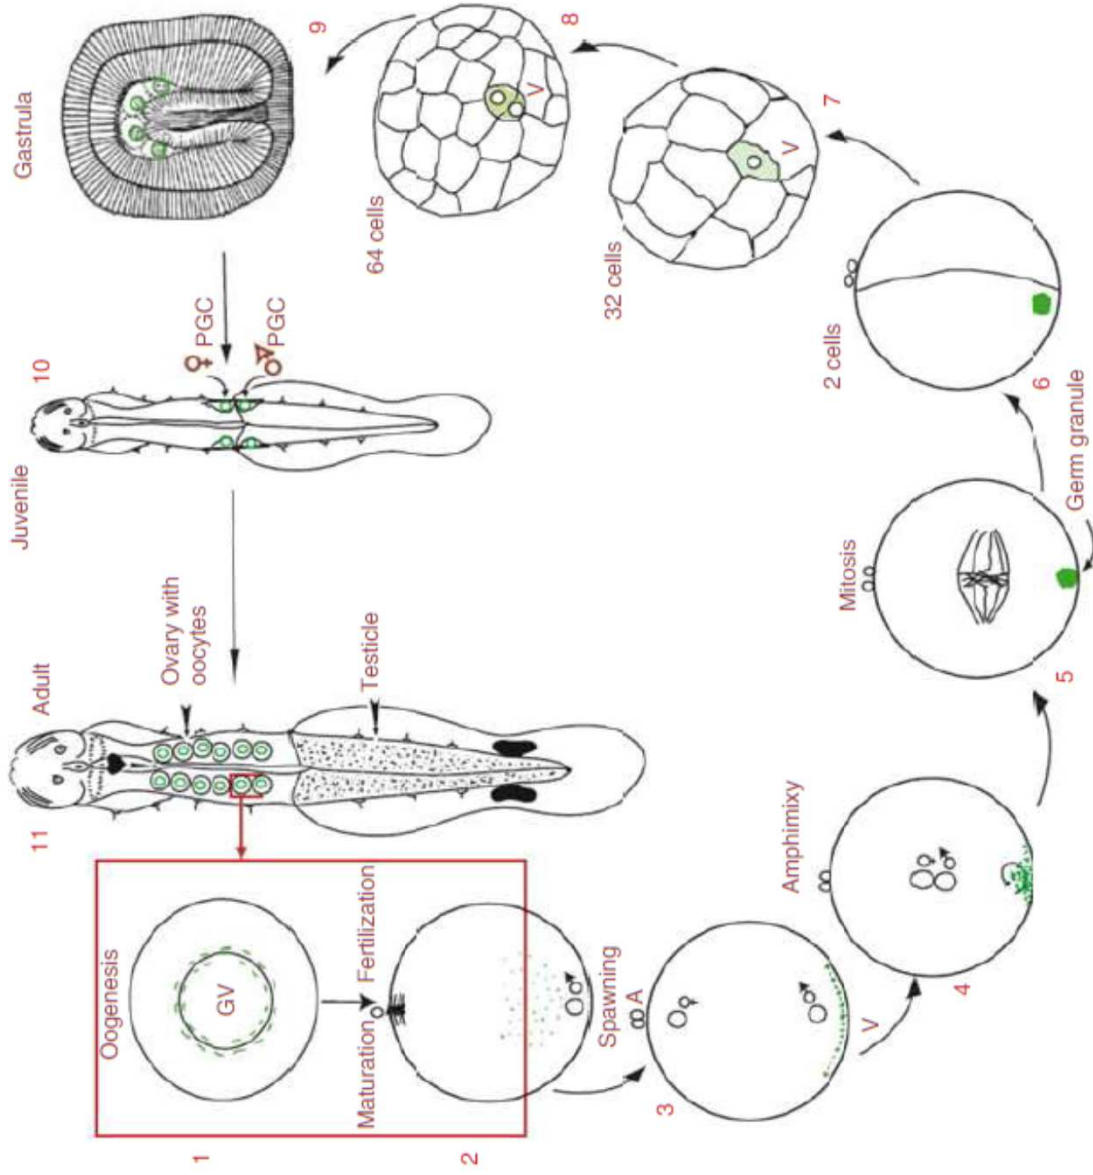 Oogenesis
GV
1
Maturation
Fertilization
2
Spawning
A
3
V
Amphimixy
4
Mitosis
5
Germ granule
2 cells
6
7
32 cells
V
8
64 cells
V
9
Gastrula
10
Juvenile
♀ PGC
♂ PGC
11
Adult
Ovary with
oocytes
Testicle